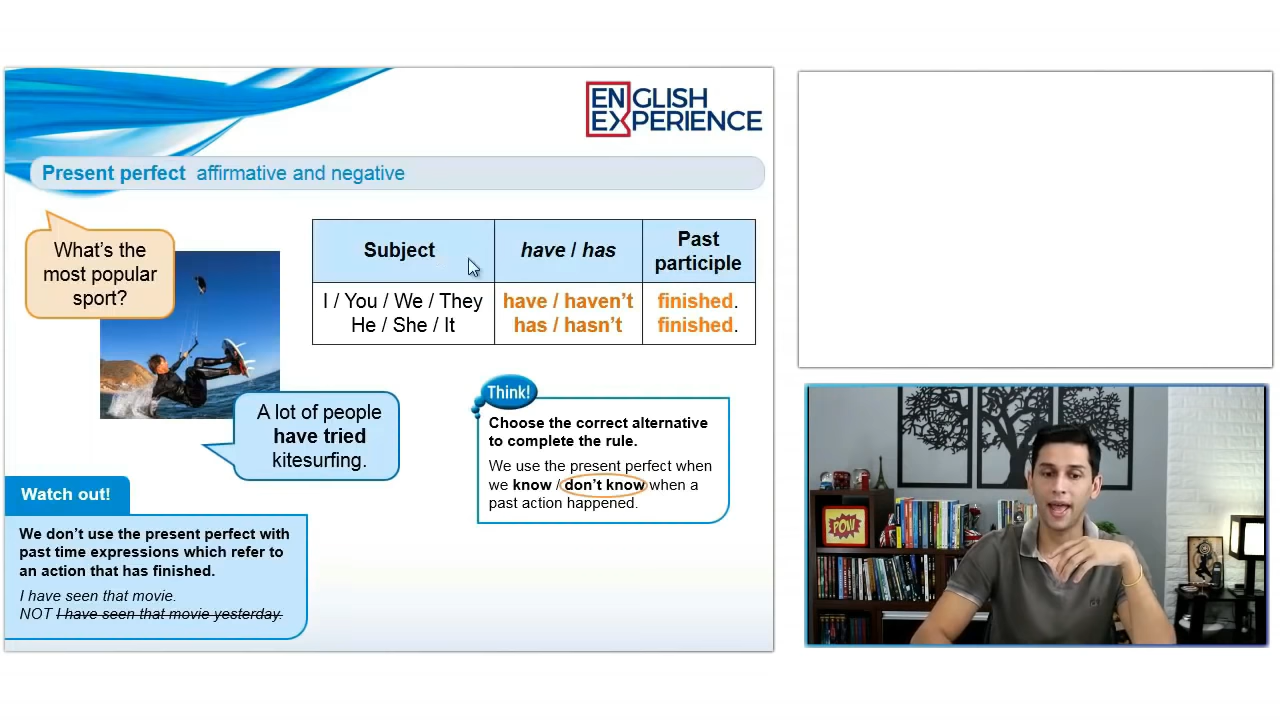 ENGLISH
EXPERIENCE
Present perfect affirmative and negative
What's the
most popular
sport?
Subject
have / has
Past
participle
I / You / We / They
have / haven't
finished.
He / She / It
has / hasn't
finished.
A lot of people
have tried
kitesurfing.
Think!
Choose the correct alternative
to complete the rule.
We use the present perfect when
we know / don't know when a
past action happened.
Watch out!
We don't use the present perfect with
past time expressions which refer to
an action that has finished.
I have seen that movie.
NOT I have seen that movie yesterday.
POW